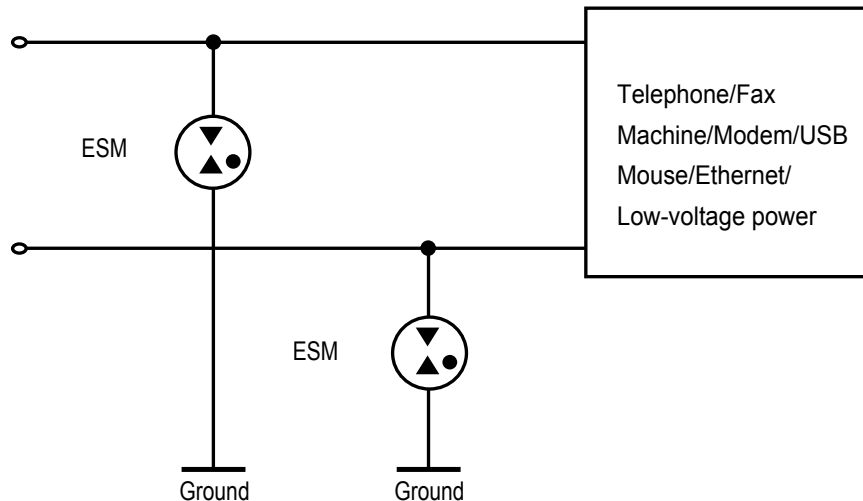 Telephone/Fax
Machine/Modem/USB
Mouse/Ethernet/
Low-voltage power
ESM
ESM
Ground
Ground